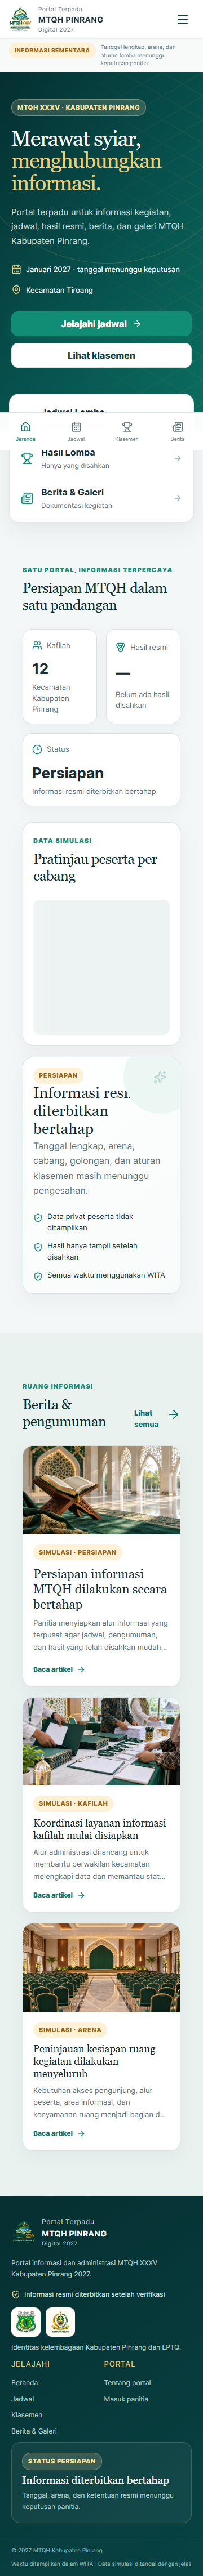 Portal Terpadu
MTQH PINRANG
Digital 2027
INFORMASI SEMENTARA
Tanggal lengkap, arena, dan
aturan lomba menunggu
keputusan panitia.
MTQH XXXV · KABUPATEN PINRANG
Merawat syiar,
menghubungkan
informasi.
Portal terpadu untuk informasi kegiatan,
jadwal, hasil resmi, berita, dan galeri MTQH
Kabupaten Pinrang.
Januari 2027 · tanggal menunggu keputusan
Kecamatan Tiroang
Jelajahi jadwal
Lihat klasemen
Jadwal Lomba
Beranda
Jadwal
Klasemen
Berita
Hasil Lomba
Hanya yang disahkan
Berita & Galeri
Dokumentasi kegiatan
SATU PORTAL, INFORMASI TERPERCAYA
Persiapan MTQH dalam
satu pandangan
Kafilah
12
Kecamatan
Kabupaten
Pinrang
Hasil resmi
—
Belum ada hasil
disahkan
Status
Persiapan
Informasi resmi diterbitkan bertahap
DATA SIMULASI
Pratinjau peserta per
cabang
PERSIAPAN
Informasi resmi
diterbitkan
bertahap
Tanggal lengkap, arena,
cabang, golongan, dan aturan
klasemen masih menunggu
pengesahan.
Data privat peserta tidak
ditampilkan
Hasil hanya tampil setelah
disahkan
Semua waktu menggunakan WITA
RUANG INFORMASI
Berita &
pengumuman
Lihat
semua
SIMULASI · PERSIAPAN
Persiapan informasi
MTQH dilakukan secara
bertahap
Panitia menyiapkan alur informasi yang
terpusat agar jadwal, pengumuman,
dan hasil yang telah disahkan mudah...
Baca artikel
SIMULASI · KAFILAH
Koordinasi layanan informasi
kafilah mulai disiapkan
Alur administrasi dirancang untuk
membantu perwakilan kecamatan
melengkapi data dan memantau stat...
Baca artikel
SIMULASI · ARENA
Peninjauan kesiapan ruang
kegiatan dilakukan
menyeluruh
Kebutuhan akses pengunjung, alur
peserta, area informasi, dan
kenyamanan ruang menjadi bagian d...
Baca artikel
Portal Terpadu
MTQH PINRANG
Digital 2027
Portal informasi dan administrasi MTQH XXXV
Kabupaten Pinrang 2027.
Informasi resmi diterbitkan setelah verifikasi
Identitas kelembagaan Kabupaten Pinrang dan LPTQ.
JELAJAHI
Beranda
Jadwal
Klasemen
Berita & Galeri
PORTAL
Tentang portal
Masuk panitia
STATUS PERSIAPAN
Informasi diterbitkan bertahap
Tanggal, arena, dan ketentuan resmi menunggu
keputusan panitia.
© 2027 MTQH Kabupaten Pinrang
Waktu ditampilkan dalam WITA · Data simulasi ditandai dengan jelas